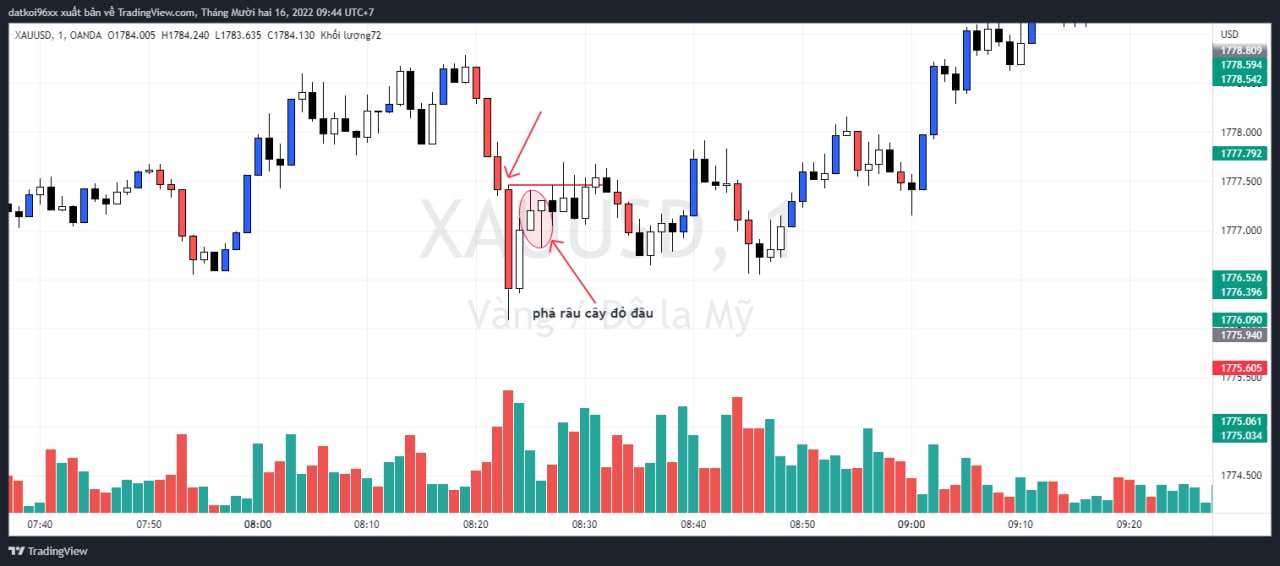 datkoi96xx xuất bản về TradingView.com, Tháng Mười hai 16, 2022 09:44 UTC+7
XAUUSD, 1, OANDA O1784.005 H1784.240 L1783.635 C1784.130 Khối lượng72
USD
1778.809
1778.594
1778.542
1778.000
1777.792
1777.500
1777.000
XAUUSD, 1
Vàng / Đô la Mỹ
phá râu cây đỏ đầu
1776.526
1776.396
1776.090
1775.940
1775.605
1775.500
1775.061
1775.034
1774.500
07:40 07:50 08:00 08:10 08:20 08:30 08:40 08:50 09:00 09:10 09:20
TradingView